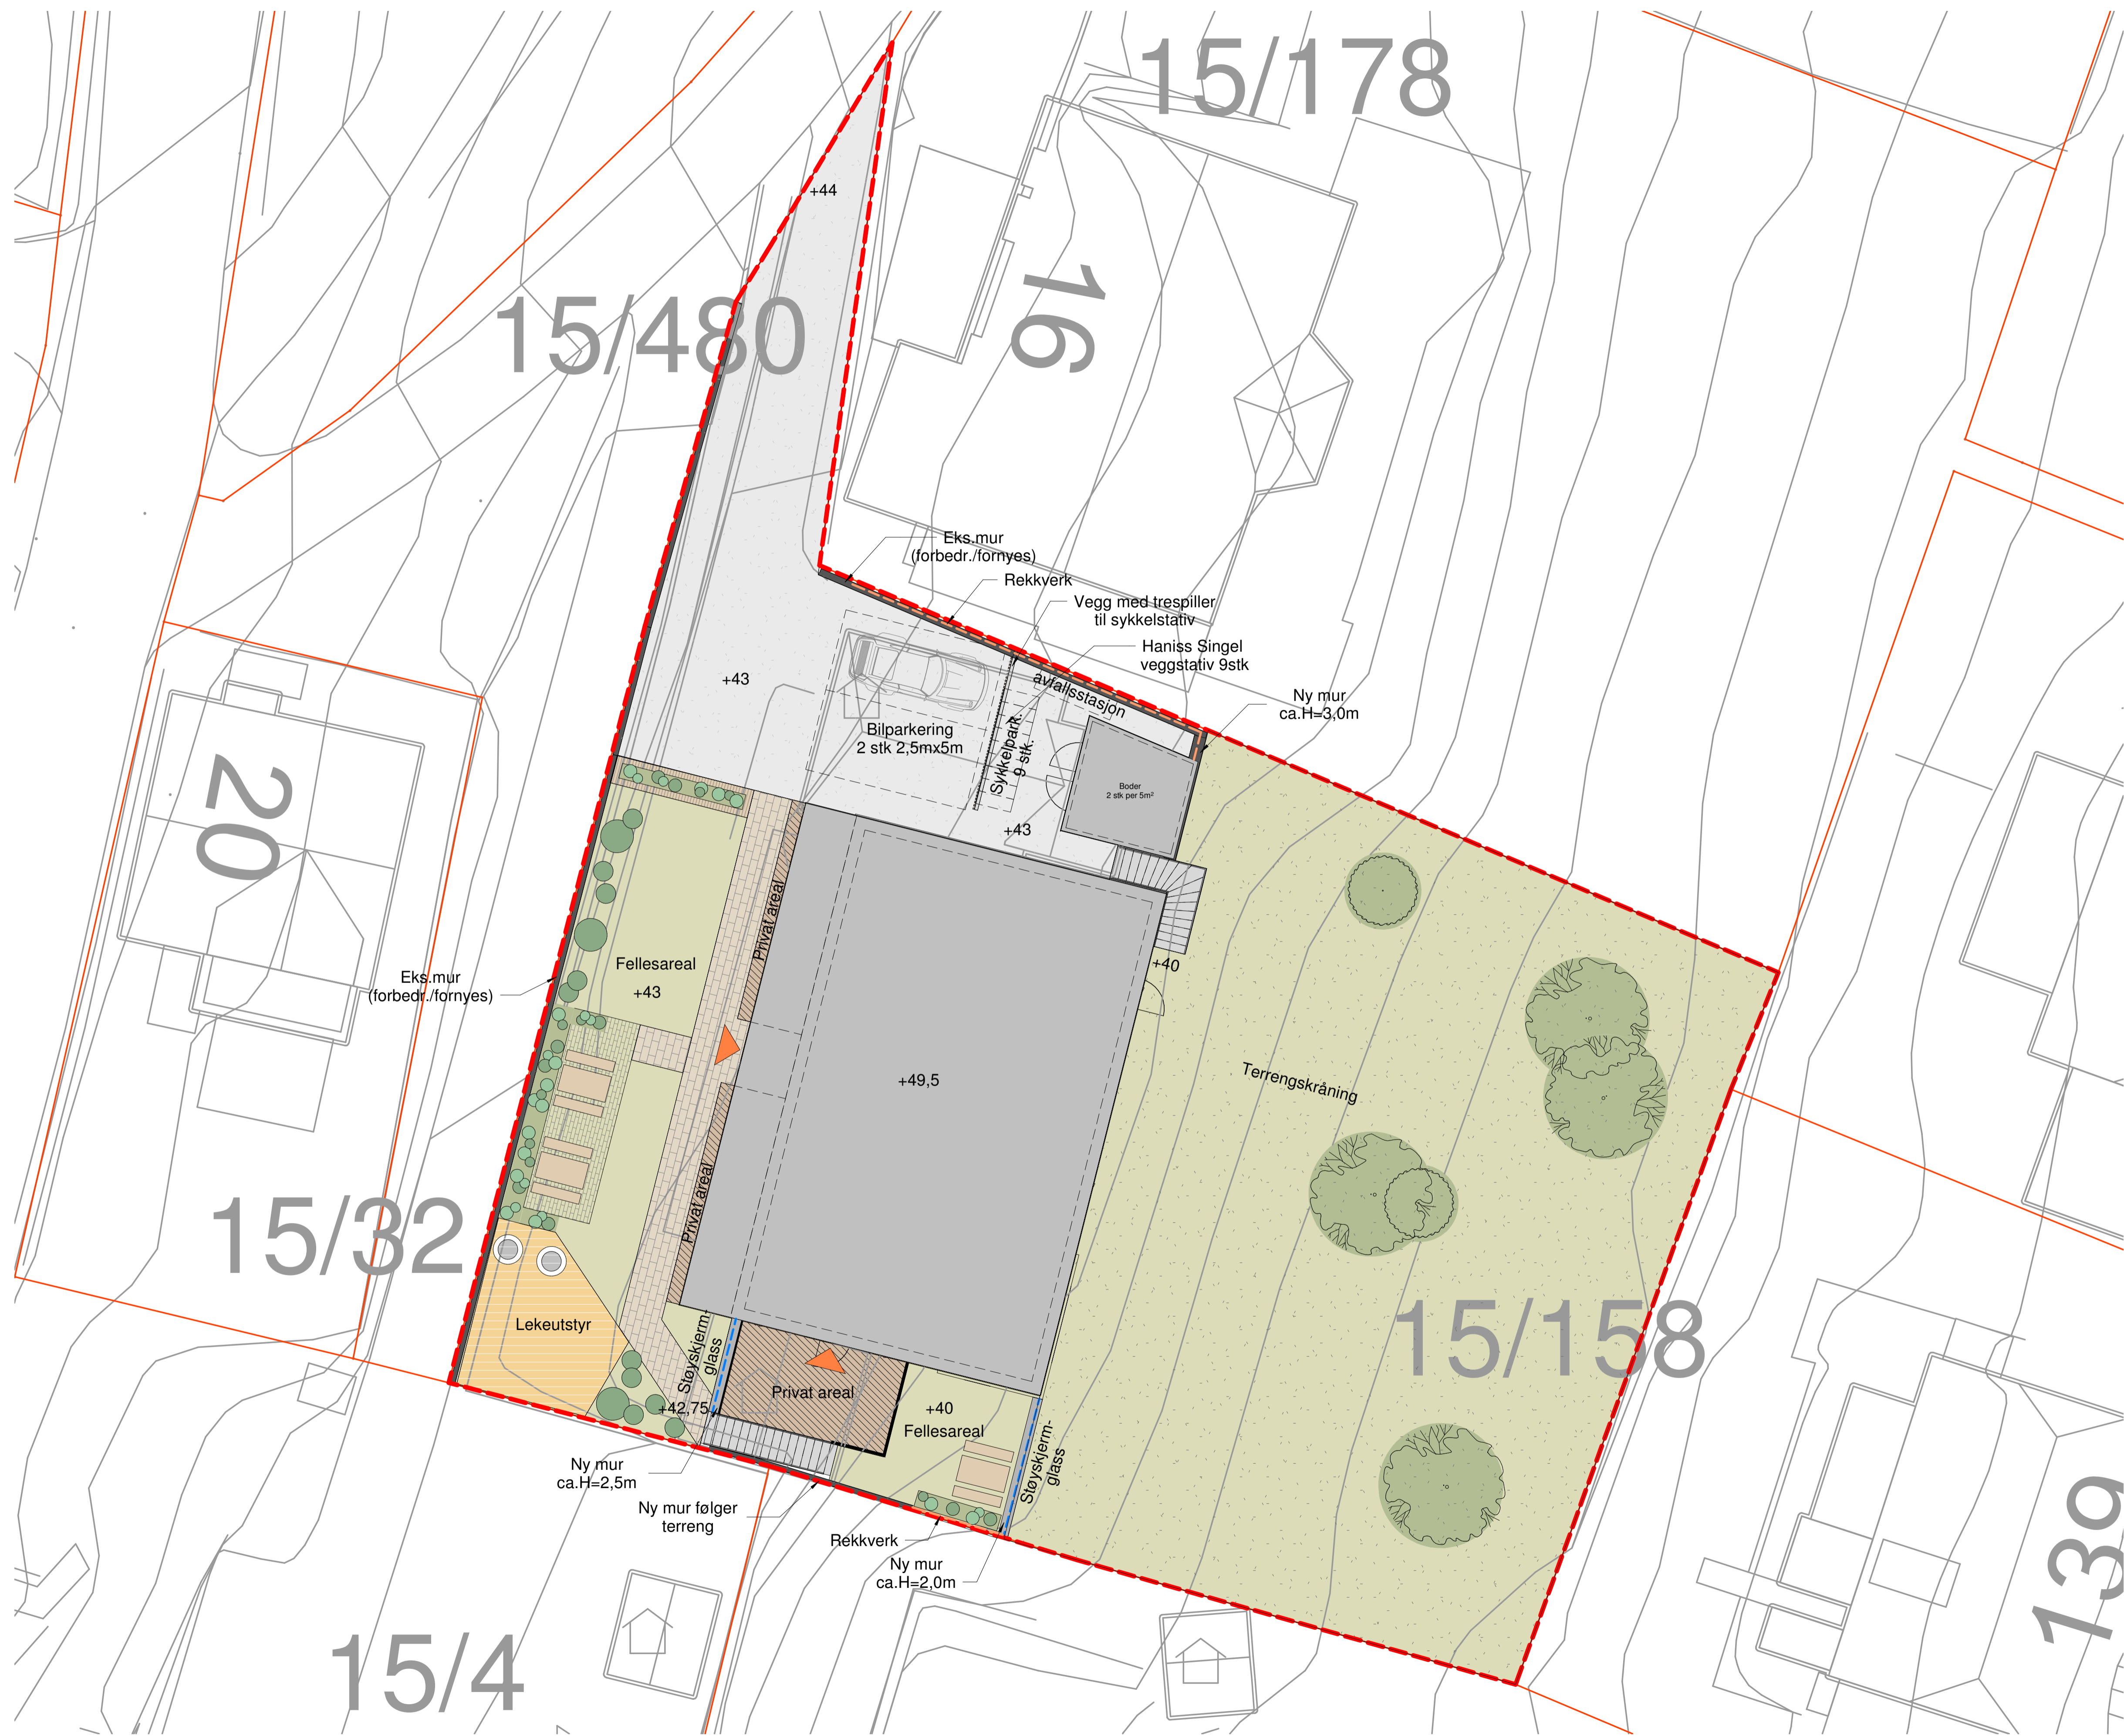 15/178
+44
16
15/480
Eks.mur
(forbedr./fornyes)
Rekkverk
Vegg med trespiller
til sykkelstativ
Haniss Singel
veggstativ 9stk
avfallsstasjon
Ny mur
ca.H=3,0m
+43
Bilparkering
2 stk 2,5mx5m
Sykkelpark.
9 stk.
Boder
2 stk per 5m²
+43
20
Privat areal
Fellesareal
+43
Eks.mur
(forbedr./fornyes)
+40
+49,5
Terrengskråning
Privat areal
15/32
Lekeutstyr
Støyskjerm-
glass
15/158
Privat areal
+42,75
+40
Fellesareal
Støyskjerm-
glass
Ny mur
ca.H=2,5m
Ny mur følger
terreng
Rekkverk
Ny mur
ca.H=2,0m
139
15/4